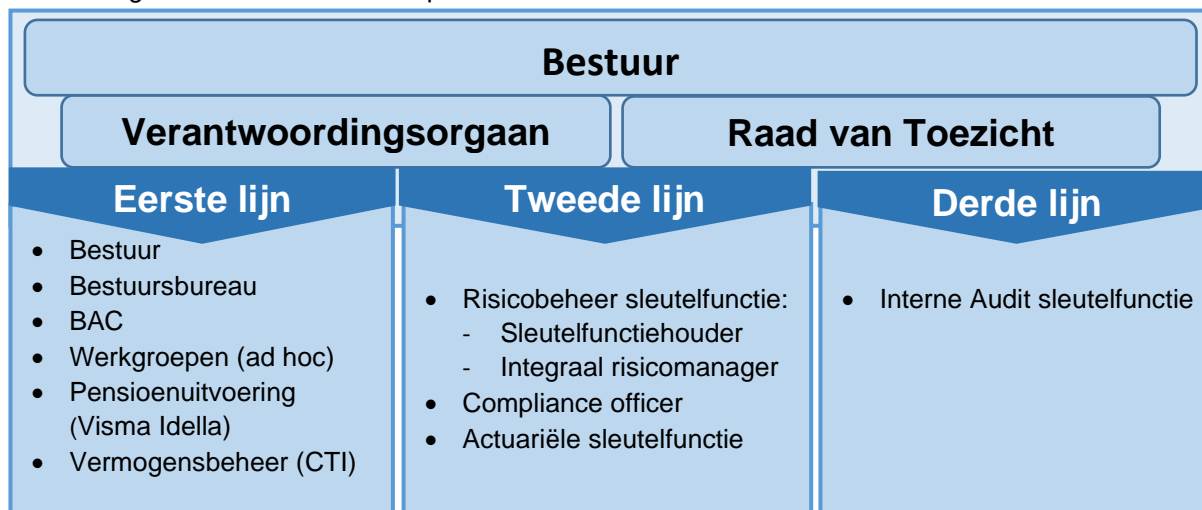 Bestuur
Verantwoordingsorgaan
Raad van Toezicht
Eerste lijn
• Bestuur
• Bestuursbureau
• BAC
• Werkgroepen (ad hoc)
• Pensioenuitvoering
(Visma Idella)
• Vermogensbeheer (CTI)
Tweede lijn
• Risicobeheer sleutelfunctie:
- Sleutelfunctiehouder
- Integraal risicomanager
• Compliance officer
• Actuariële sleutelfunctie
Derde lijn
• Interne Audit sleutelfunctie